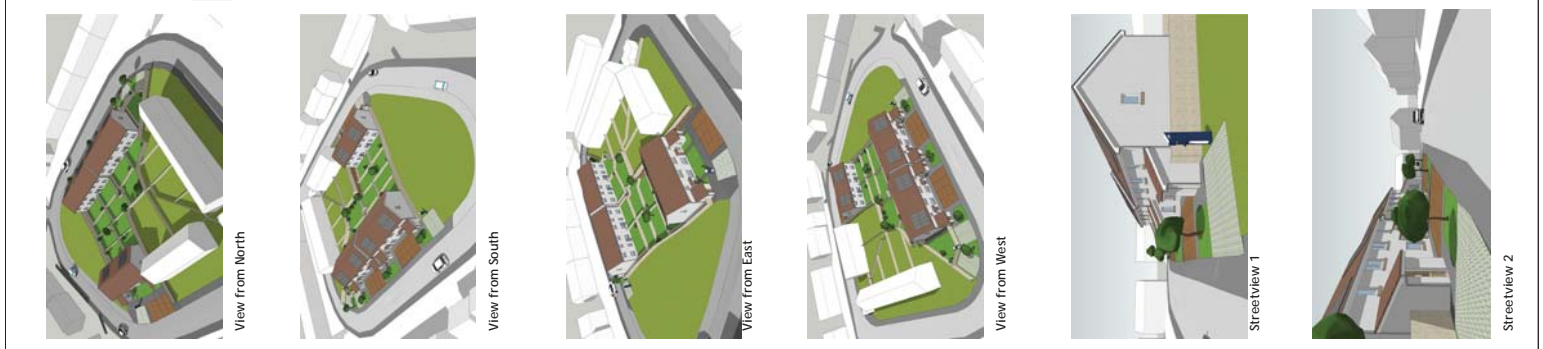 View from North
View from South
View from East
View from West
Streetview 1
Streetview 2